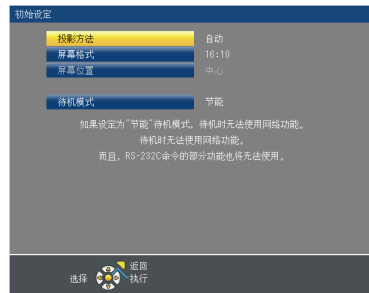 初始设定
投影方法 自动
屏幕格式 16:10
屏幕位置 中心
待机模式 节能
如果设定为"节能"待机模式，待机时无法使用网络功能。
待机时无法使用网络功能。
而且，RS-232C命令的部分功能也将无法使用。
返回
选择 执行